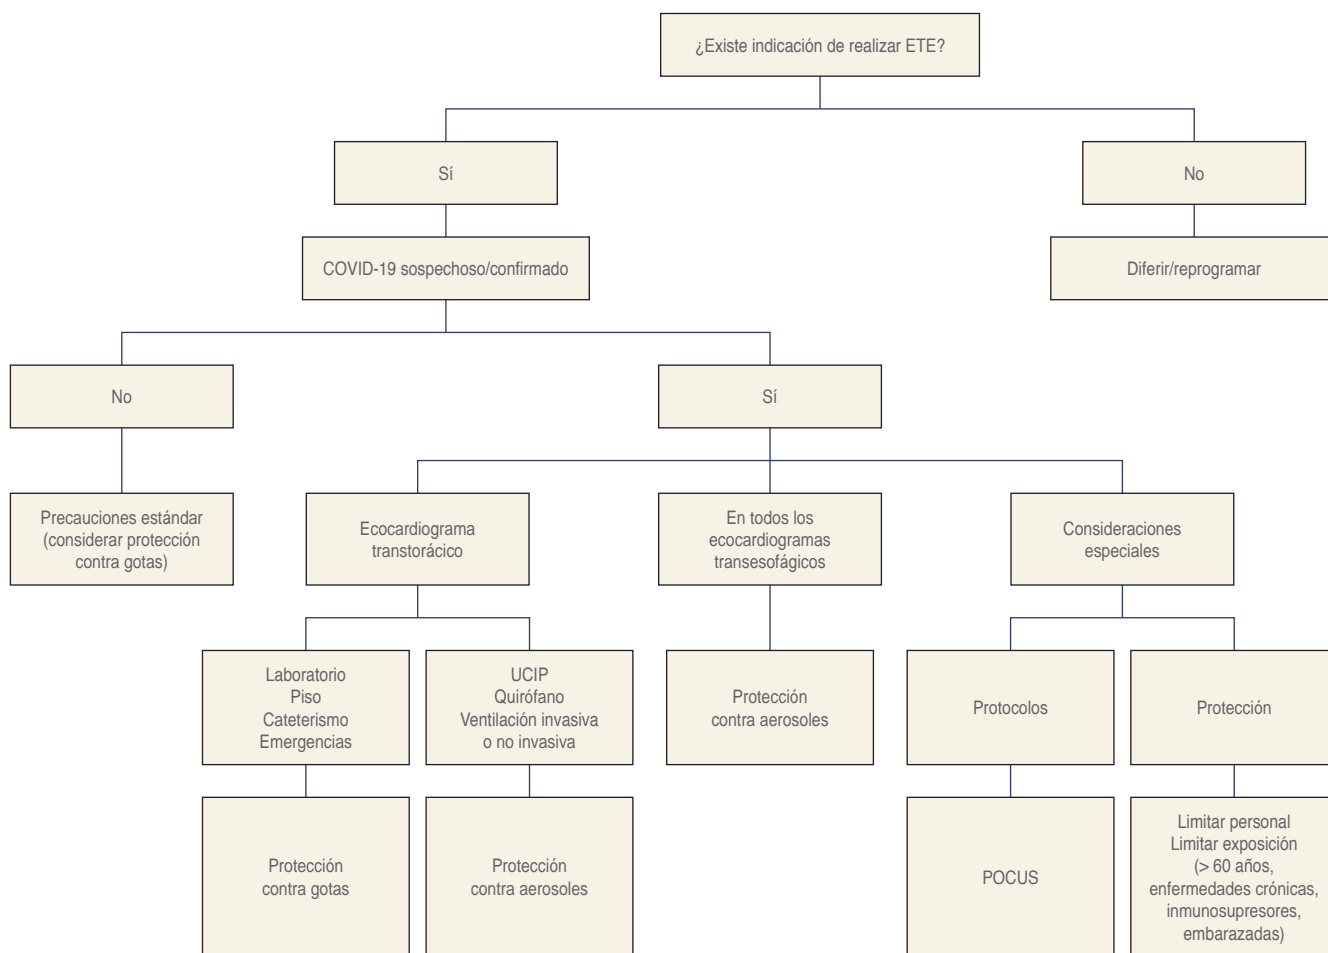 ¿Existe indicación de realizar ETE?
Sí
No
COVID-19 sospechoso/confirmado
Diferir/reprogramar
No
Sí
Precauciones estándar
(considerar protección
contra gotas)
Ecocardiograma
transtorácico
En todos los
ecocardiogramas
transesofágicos
Consideraciones
especiales
Laboratorio
Piso
Cateterismo
Emergencias
UCIP
Quirófano
Ventilación invasiva
o no invasiva
Protección
contra aerosoles
Protocolos
Protección
Protección
contra gotas
Protección
contra aerosoles
POCUS
Limitar personal
Limitar exposición
(> 60 años,
enfermedades crónicas,
inmunosupresores,
embarazadas)